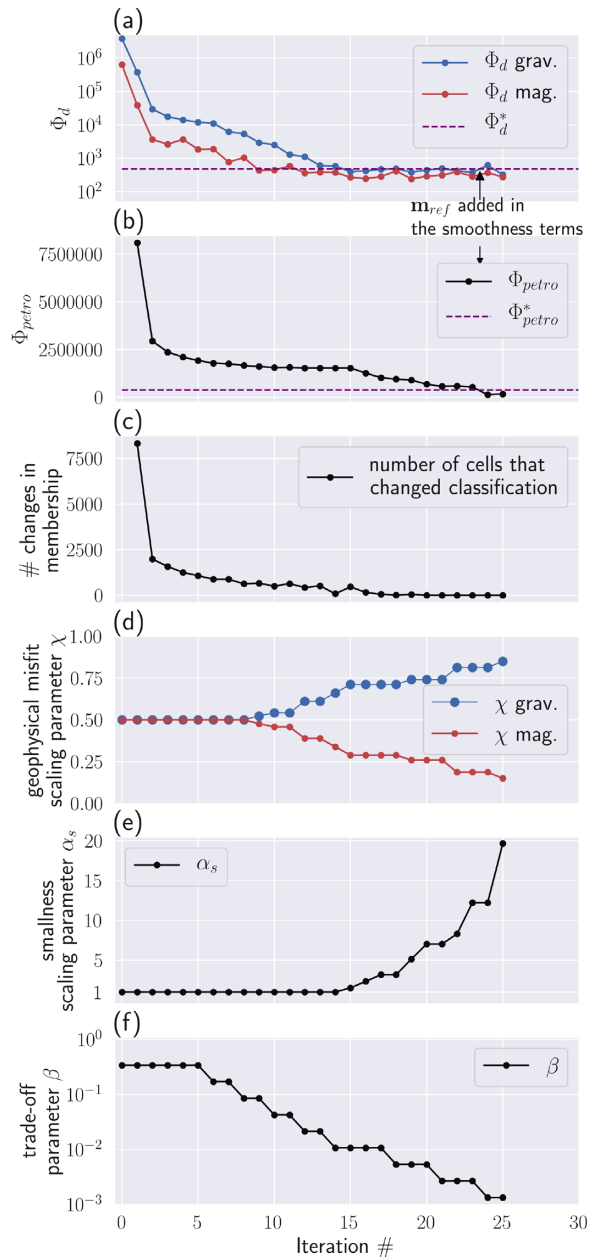 (a)
10^6
10^5
10^4
10^3
10^2
Φ_d
Φ_d grav.
Φ_d mag.
Φ_d^*
m_ref added in
the smoothness terms
(b)
7500000
5000000
2500000
0
Φ_petro
Φ_petro
Φ_petro^*
(c)
7500
5000
2500
0
# changes in
membership
number of cells that
changed classification
(d)
1.00
0.75
0.50
0.25
0.00
geophysical misfit
scaling parameter χ
χ grav.
χ mag.
(e)
20
15
10
5
1
smallness
scaling parameter α_s
α_s
(f)
10^0
10^−1
10^−2
10^−3
trade-off
parameter β
β
0 5 10 15 20 25 30
Iteration #